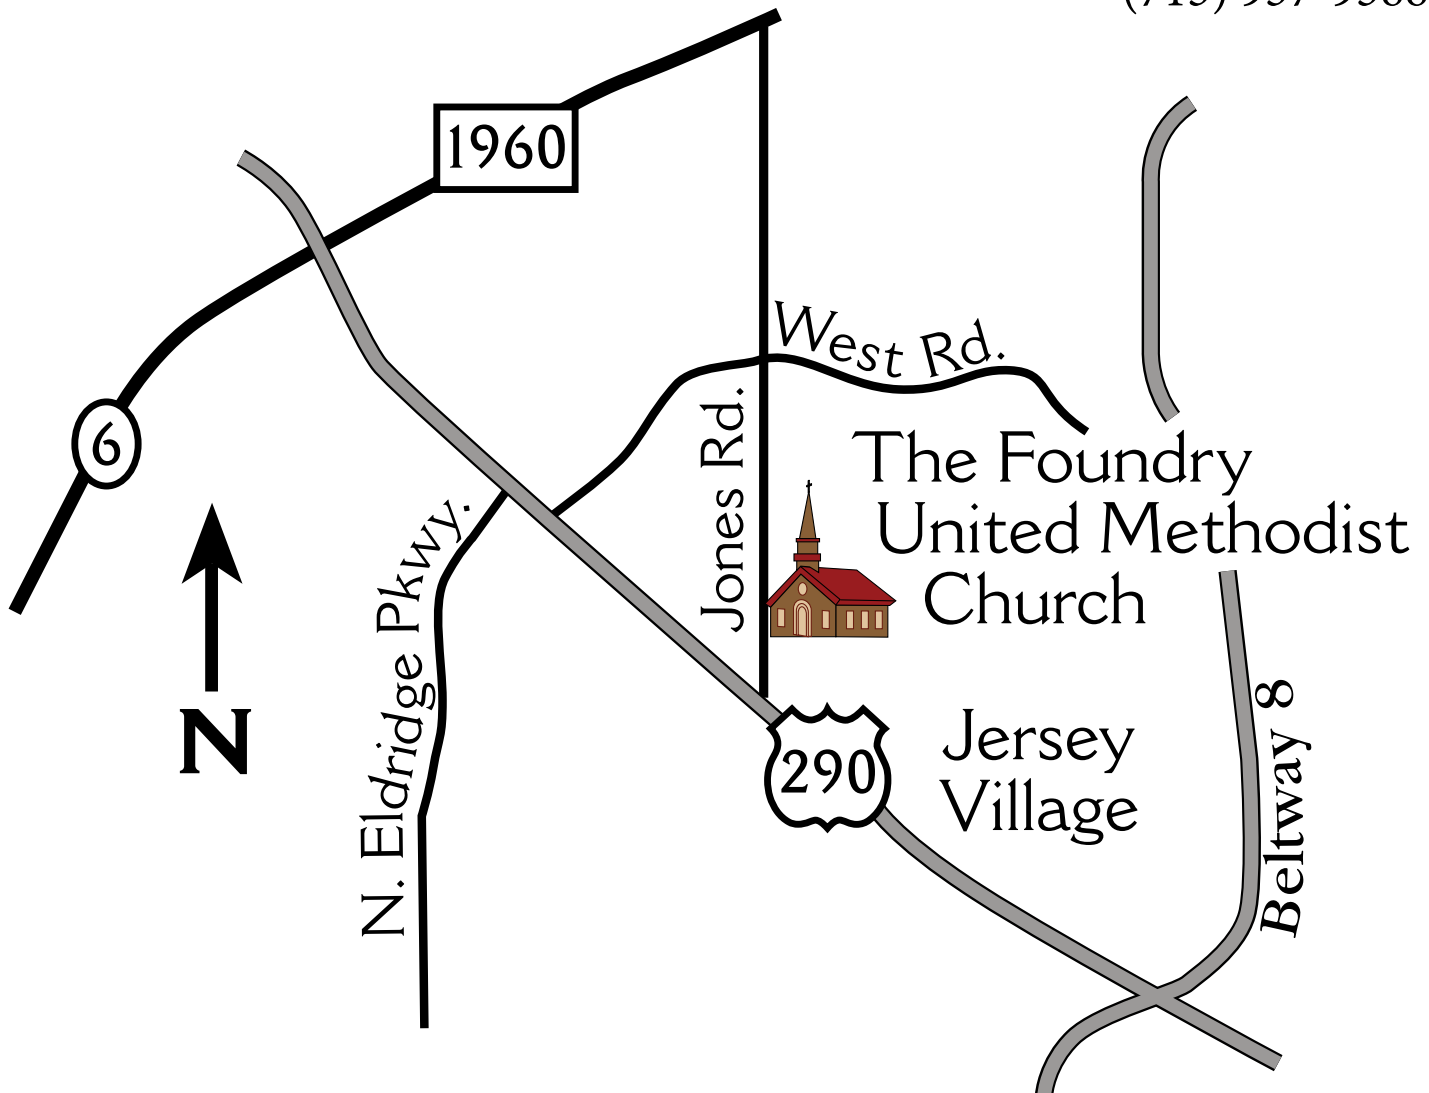 1960
West Rd.
6
Jones Rd.
The Foundry
United Methodist
Church
N. Eldridge Pkwy.
N
290
Jersey
Village
Beltway 8